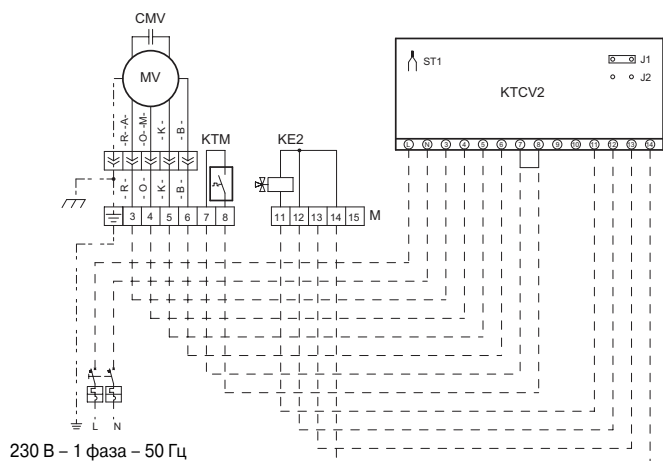 CMV
MV
-R--A-
-O--M-
-K-
-B-
-R-
-O-
-K-
-B-
KTM
KE2
3 4 5 6 7 8
11 12 13 14 15 M
ST1
J1
J2
KTCV2
L N 3 4 5 6 7 8 9 10 11 12 13 14
L N
230 В – 1 фаза – 50 Гц